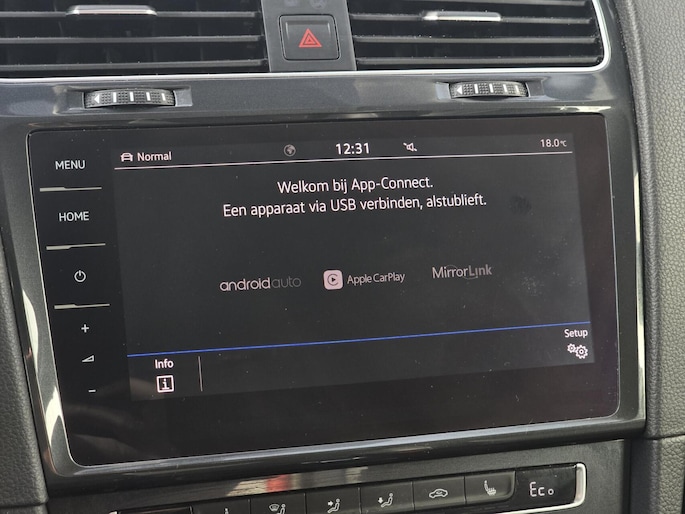 MENU
Normal
12:31
18.0°C
HOME
Welkom bij App-Connect.
Een apparaat via USB verbinden, alstublieft.
androidauto
Apple CarPlay
MirrorLink
+
-
Info
i
Setup
Eco